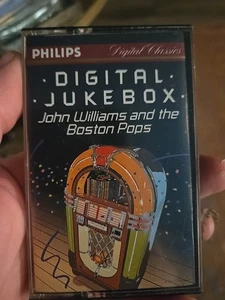 PHILIPS Digital Classics
· DIGITAL ·
JUKEBOX
John Williams and the
Boston Pops